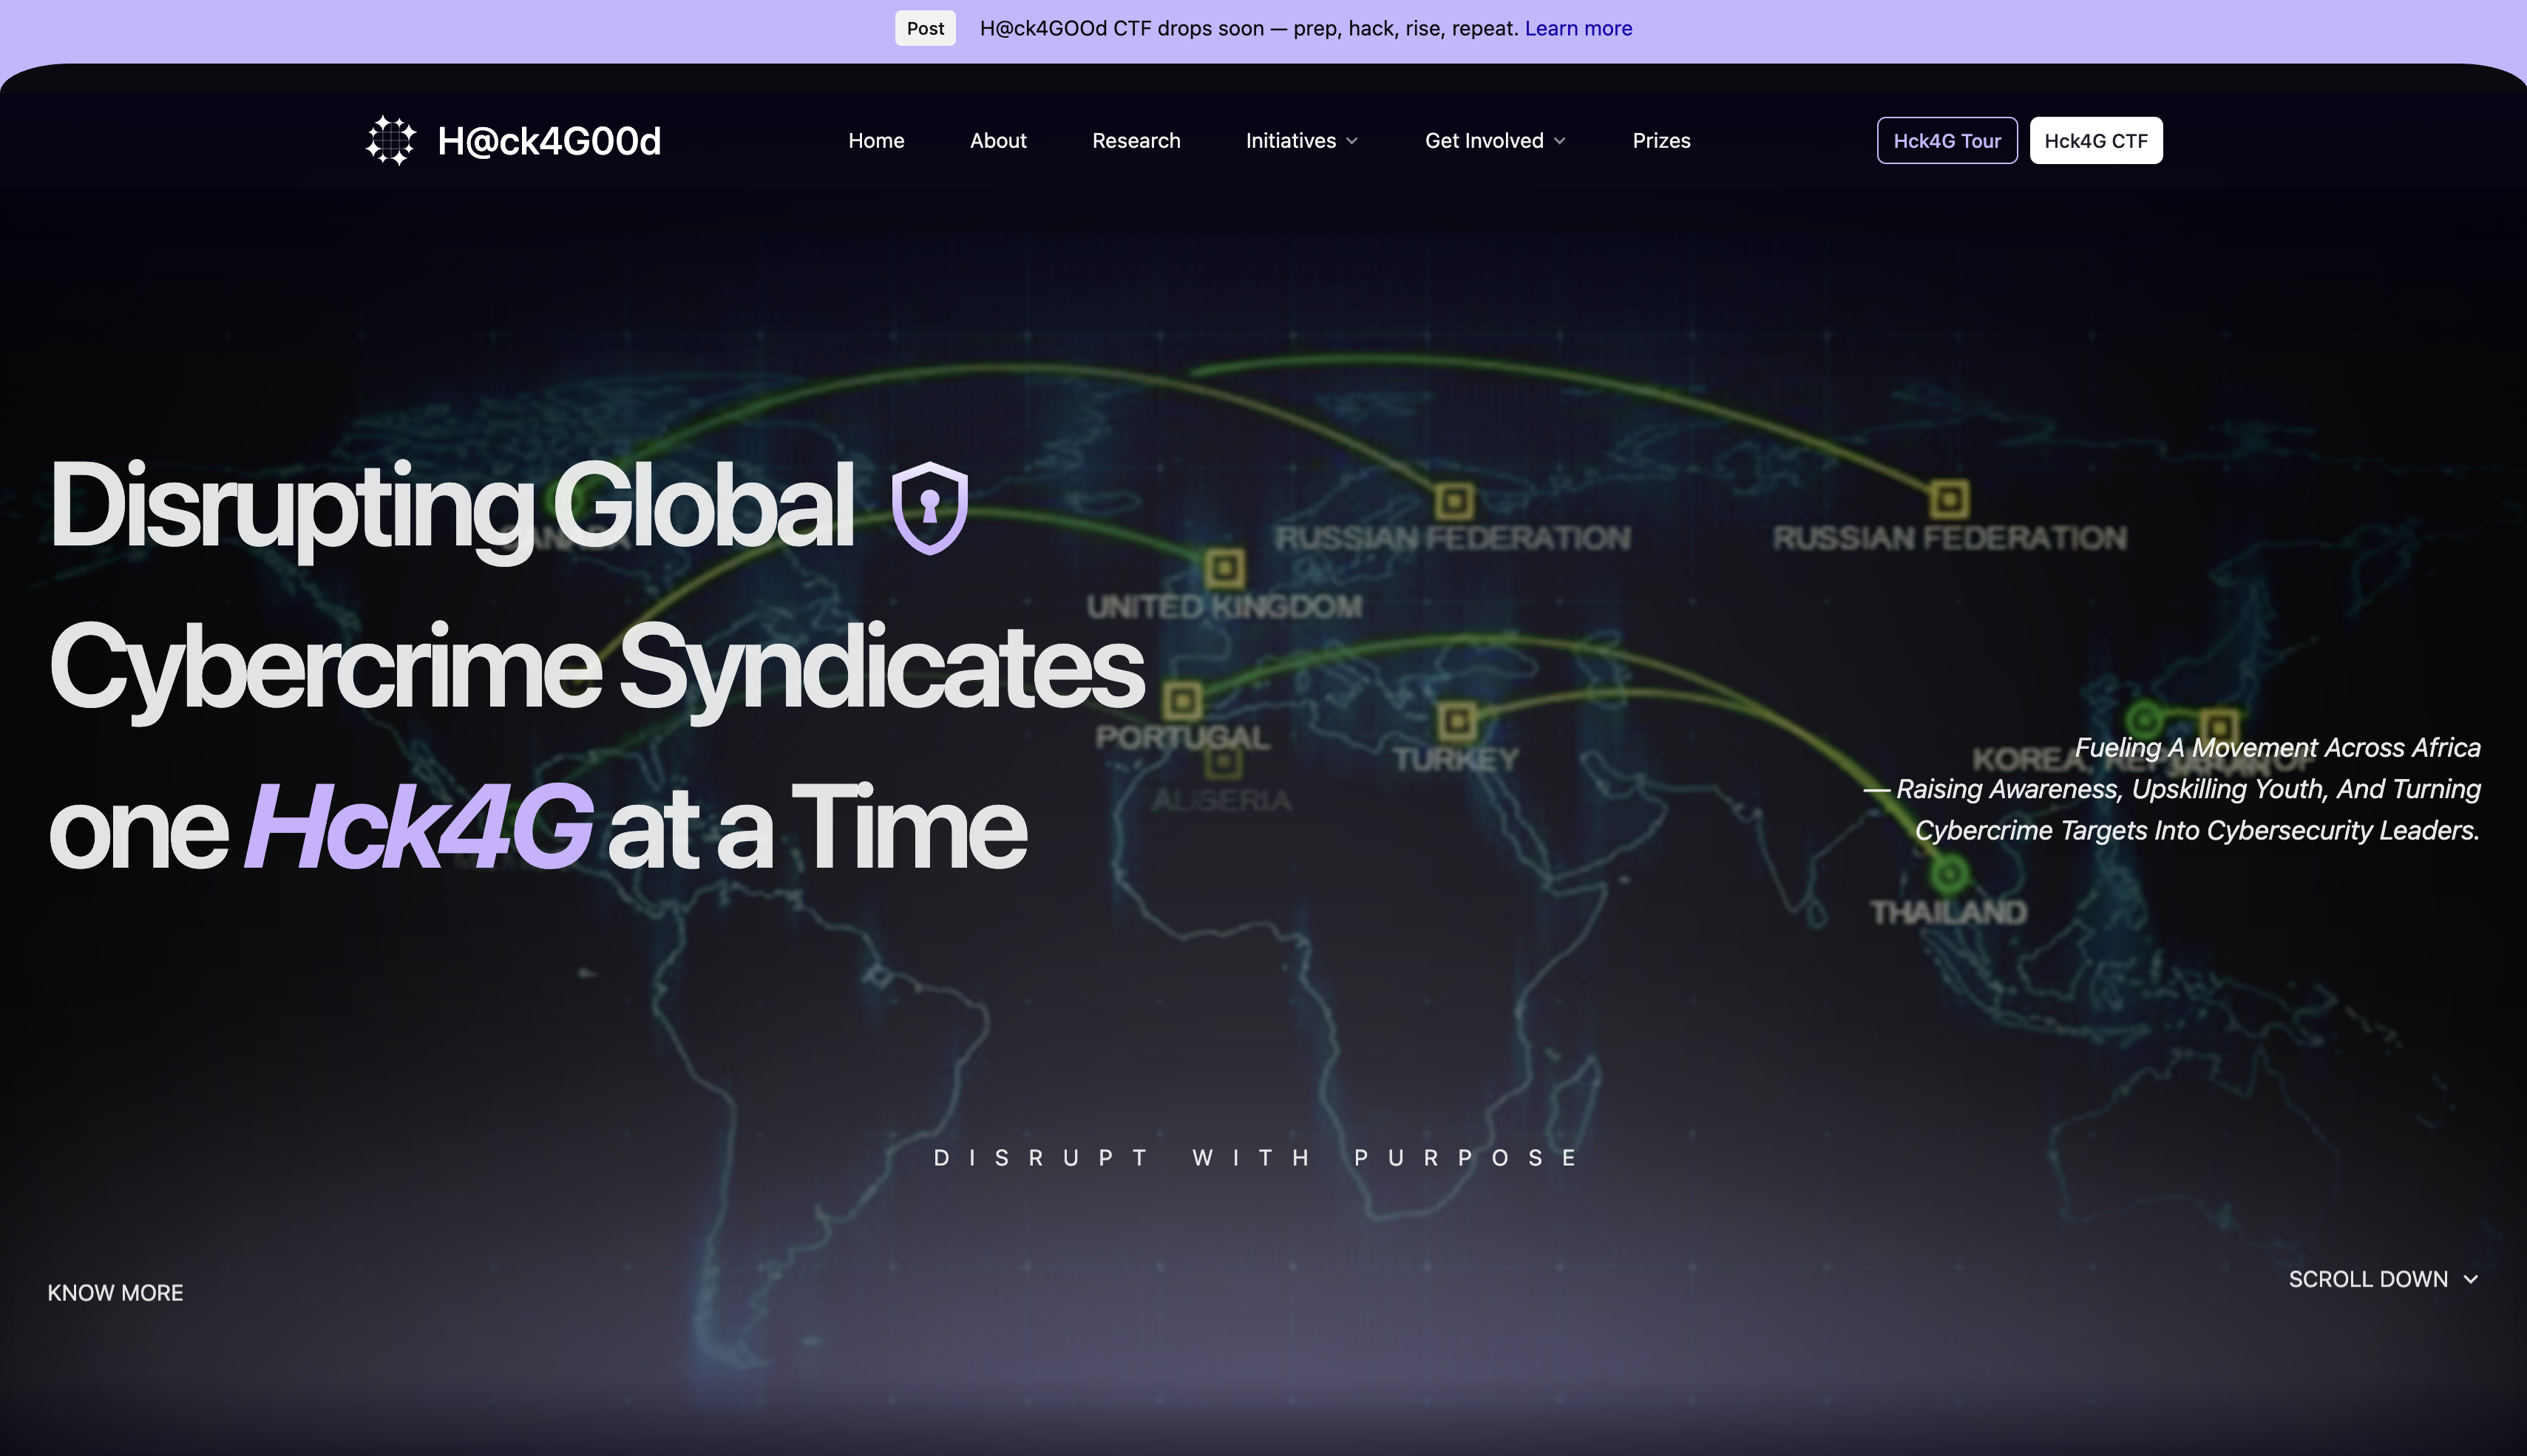 Post H@ck4GOOd CTF drops soon — prep, hack, rise, repeat. Learn more
H@ck4G00d
Home About Research Initiatives Get Involved Prizes
Hck4G Tour Hck4G CTF
Disrupting Global
Cybercrime Syndicates
one Hck4G at a Time
RUSSIAN FEDERATION
RUSSIAN FEDERATION
UNITED KINGDOM
PORTUGAL
TURKEY
ALGERIA
KOREA
THAILAND
Fueling A Movement Across Africa
— Raising Awareness, Upskilling Youth, And Turning
Cybercrime Targets Into Cybersecurity Leaders.
DISRUPT WITH PURPOSE
KNOW MORE
SCROLL DOWN